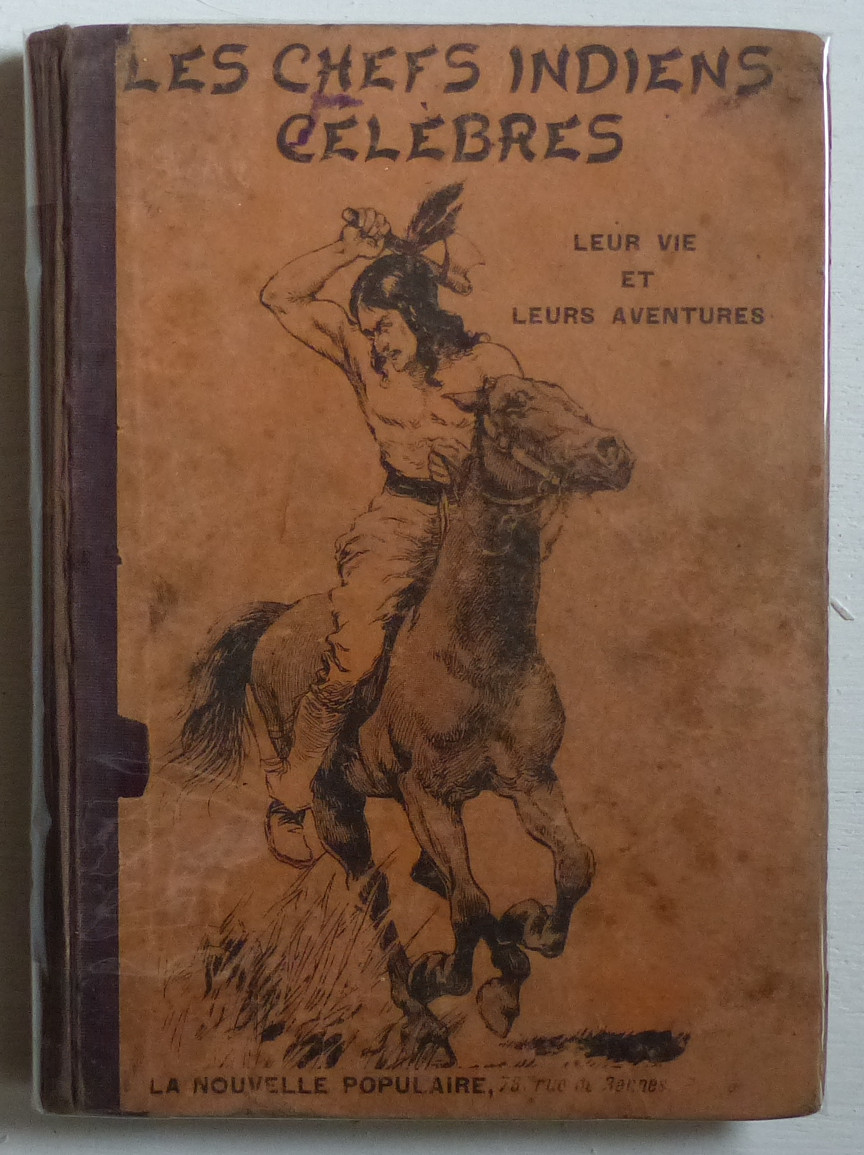 LES CHEFS INDIENS
CÉLÈBRES
LEUR VIE
ET
LEURS AVENTURES
LA NOUVELLE POPULAIRE, 75, rue de Rennes